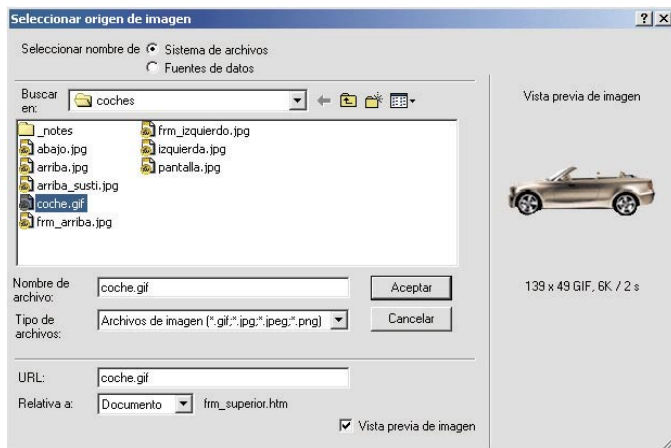 Seleccionar origen de imagen
Seleccionar nombre de
Sistema de archivos
Fuentes de datos
Buscar en:
coches
_notes
abajo.jpg
arriba.jpg
arriba_susti.jpg
coche.gif
frm_arriba.jpg
frm_izquierdo.jpg
izquierda.jpg
pantalla.jpg
Vista previa de imagen
139 x 49 GIF, 6K / 2 s
Nombre de archivo:
coche.gif
Aceptar
Tipo de archivos:
Archivos de imagen (*.gif;*.jpg;*.jpeg;*.png)
Cancelar
URL:
coche.gif
Relativa a:
Documento
frm_superior.htm
Vista previa de imagen